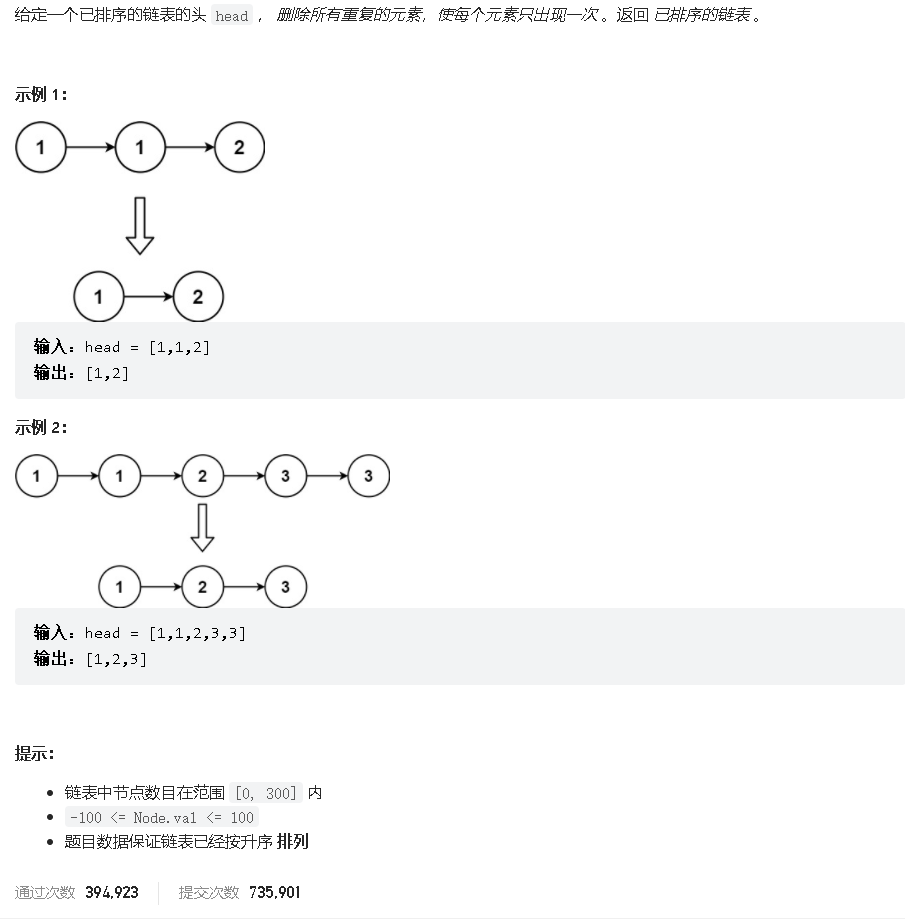 给定一个已排序的链表的头 head ， 删除所有重复的元素，使每个元素只出现一次 。返回 已排序的链表 。
示例 1：
1 1 2
1 2
输入：head = [1,1,2]
输出：[1,2]
示例 2：
1 1 2 3 3
1 2 3
输入：head = [1,1,2,3,3]
输出：[1,2,3]
提示：
链表中节点数目在范围 [0, 300] 内
-100 <= Node.val <= 100
题目数据保证链表已经按升序 排列
通过次数 394,923 提交次数 735,901